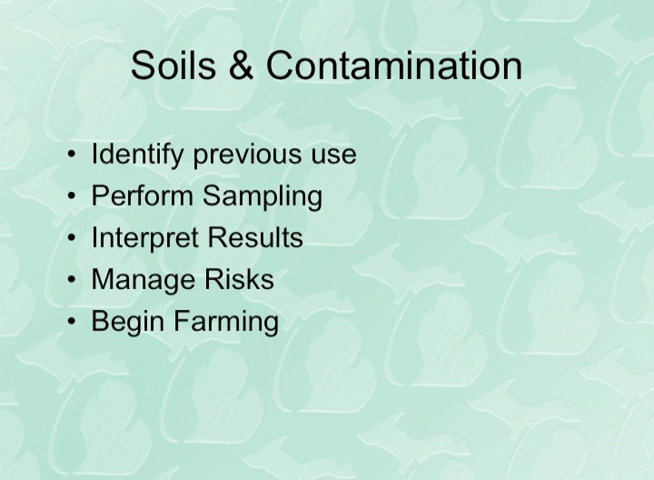 Soils & Contamination
• Identify previous use
• Perform Sampling
• Interpret Results
• Manage Risks
• Begin Farming